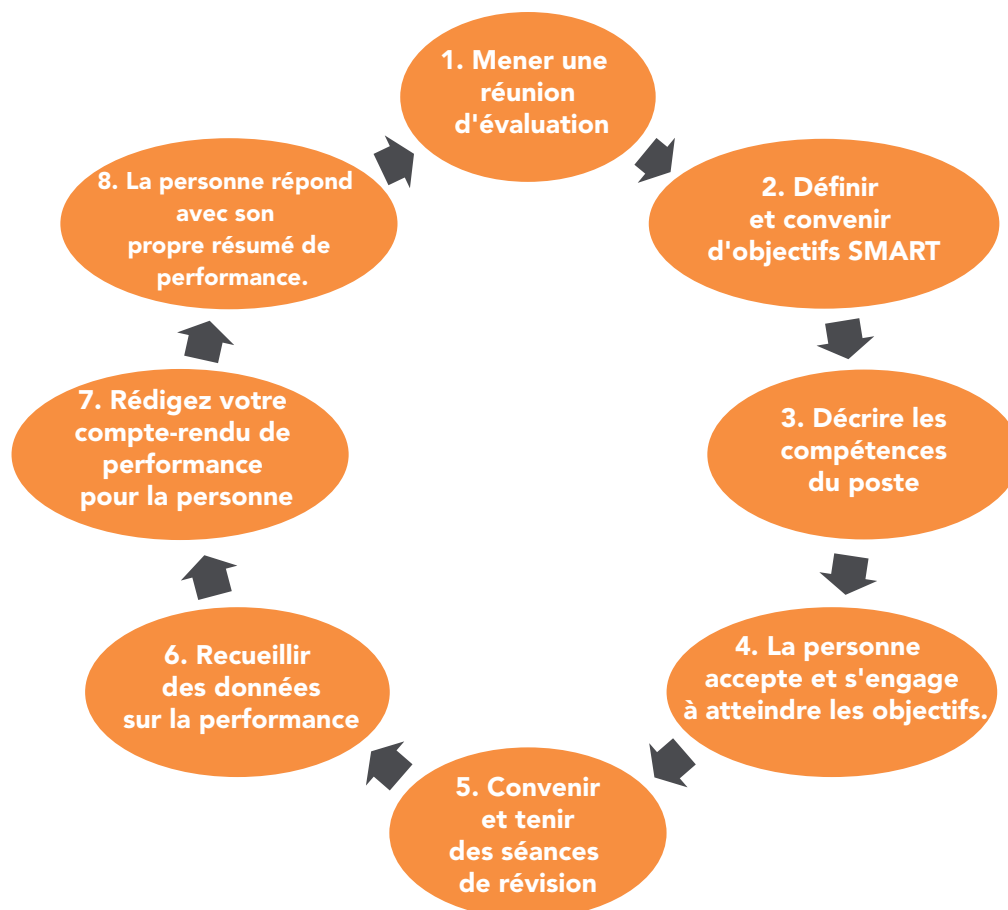 1. Mener une
réunion
d'évaluation
2. Définir
et convenir
d'objectifs SMART
3. Décrire les
compétences
du poste
4. La personne
accepte et s'engage
à atteindre les objectifs.
5. Convenir
et tenir
des séances
de révision
6. Recueillir
des données
sur la performance
7. Rédigez votre
compte-rendu de
performance
pour la personne
8. La personne répond
avec son
propre résumé de
performance.